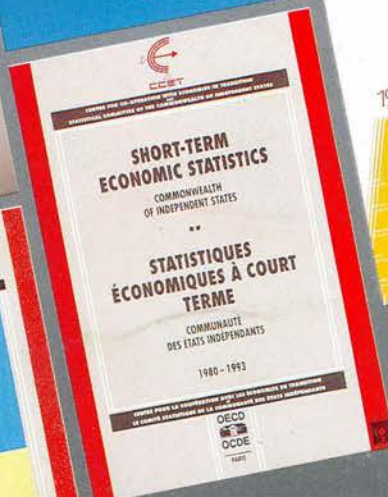 CCET
CENTRE FOR CO-OPERATION WITH ECONOMIES IN TRANSITION
STATISTICAL COMMITTEE OF THE COMMONWEALTH OF INDEPENDENT STATES
SHORT-TERM
ECONOMIC STATISTICS
COMMONWEALTH
OF INDEPENDENT STATES
STATISTIQUES
ÉCONOMIQUES À COURT
TERME
COMMUNAUTÉ
DES ETATS INDÉPENDANTS
1980-1993
CENTRE POUR LA COOPÉRATION AVEC LES ÉCONOMIES EN TRANSITION
LE COMITÉ STATISTIQUE DE LA COMMUNAUTÉ DES ETATS INDÉPENDANTS
OECD
OCDE
PARIS